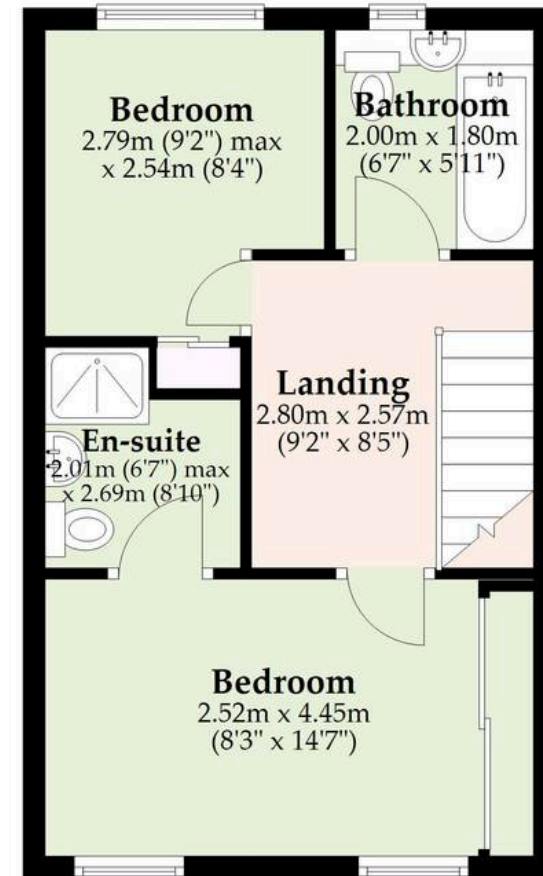 Bedroom
2.79m (9'2") max
x 2.54m (8'4")
Bathroom
2.00m x 1.80m
(6'7" x 5'11")
Landing
2.80m x 2.57m
(9'2" x 8'5")
En-suite
2.01m (6'7") max
x 2.69m (8'10")
Bedroom
2.52m x 4.45m
(8'3" x 14'7")